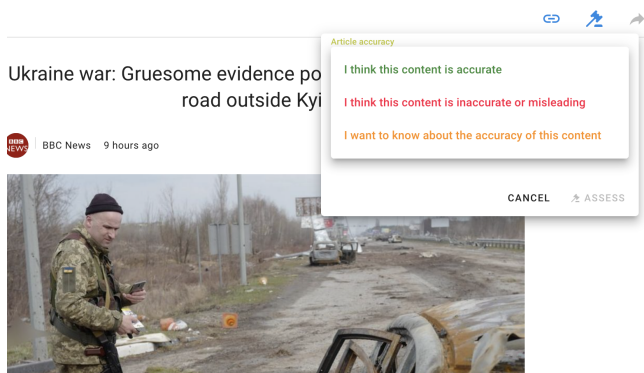 Article accuracy
I think this content is accurate
I think this content is inaccurate or misleading
I want to know about the accuracy of this content
CANCEL
ASSESS
Ukraine war: Gruesome evidence po
road outside Kyi
BBC
NEWS
BBC News
9 hours ago